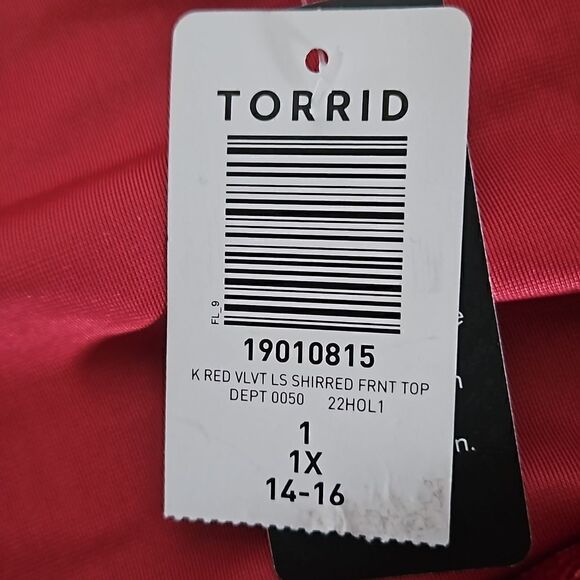 TORRID
FL_9
19010815
K RED VLVT LS SHIRRED FRNT TOP
DEPT 0050 22HOL1
1
1X
14-16
n.